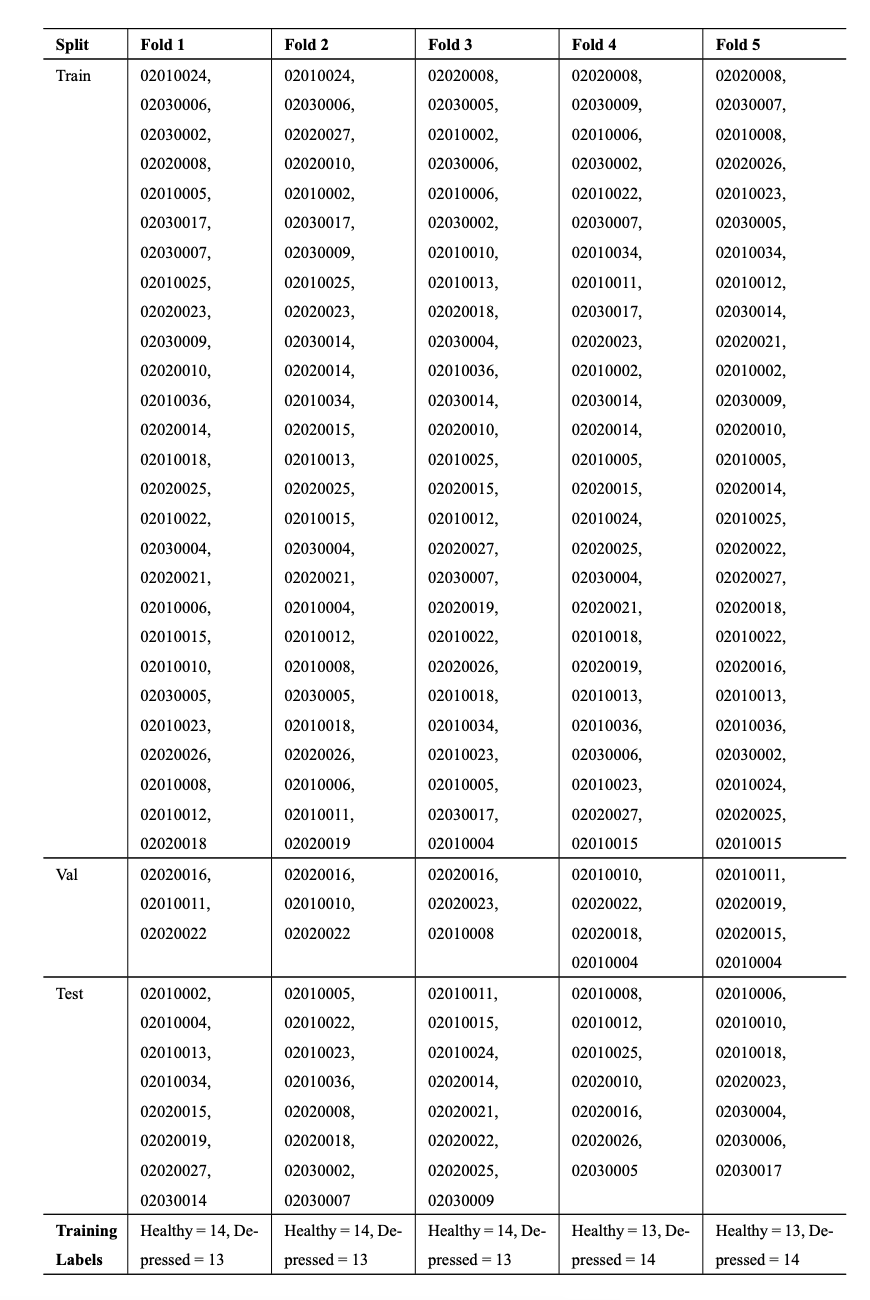 Split Fold 1 Fold 2 Fold 3 Fold 4 Fold 5
Train 02010024, 02010024, 02020008, 02020008, 02020008,
02030006, 02030006, 02030005, 02030009, 02030007,
02030002, 02020027, 02010002, 02010006, 02010008,
02020008, 02020010, 02030006, 02030002, 02020026,
02010005, 02010002, 02010006, 02010022, 02010023,
02030017, 02030017, 02030002, 02030007, 02030005,
02030007, 02030009, 02010010, 02010034, 02010034,
02010025, 02010025, 02010013, 02010011, 02010012,
02020023, 02020023, 02020018, 02030017, 02030014,
02030009, 02030014, 02030004, 02020023, 02020021,
02020010, 02020014, 02010036, 02010002, 02010002,
02010036, 02010034, 02030014, 02030014, 02030009,
02020014, 02020015, 02020010, 02020014, 02020010,
02010018, 02010013, 02010025, 02010005, 02010005,
02020025, 02020025, 02020015, 02020015, 02020014,
02010022, 02010015, 02010012, 02010024, 02010025,
02030004, 02030004, 02020027, 02020025, 02020022,
02020021, 02020021, 02030007, 02030004, 02020027,
02010006, 02010004, 02020019, 02020021, 02020018,
02010015, 02010012, 02010022, 02010018, 02010022,
02010010, 02010008, 02020026, 02020019, 02020016,
02030005, 02030005, 02010018, 02010013, 02010013,
02010023, 02010018, 02010034, 02010036, 02010036,
02020026, 02020026, 02010023, 02030006, 02030002,
02010008, 02010006, 02010005, 02010023, 02010024,
02010012, 02010011, 02030017, 02020027, 02020025,
02020018 02020019 02010004 02010015 02010015
Val 02020016, 02020016, 02020016, 02010010, 02010011,
02010011, 02010010, 02020023, 02020022, 02020019,
02020022 02020022 02010008 02020018, 02020015,
02010004 02010004
Test 02010002, 02010005, 02010011, 02010008, 02010006,
02010004, 02010022, 02010015, 02010012, 02010010,
02010013, 02010023, 02010024, 02010025, 02010018,
02010034, 02010036, 02020014, 02020010, 02020023,
02020015, 02020008, 02020021, 02020016, 02030004,
02020019, 02020018, 02020022, 02020026, 02030006,
02020027, 02030002, 02020025, 02030005 02030017
02030014 02030007 02030009
Training Healthy = 14, De- Healthy = 14, De- Healthy = 14, De- Healthy = 13, De- Healthy = 13, De-
Labels pressed = 13 pressed = 13 pressed = 13 pressed = 14 pressed = 14